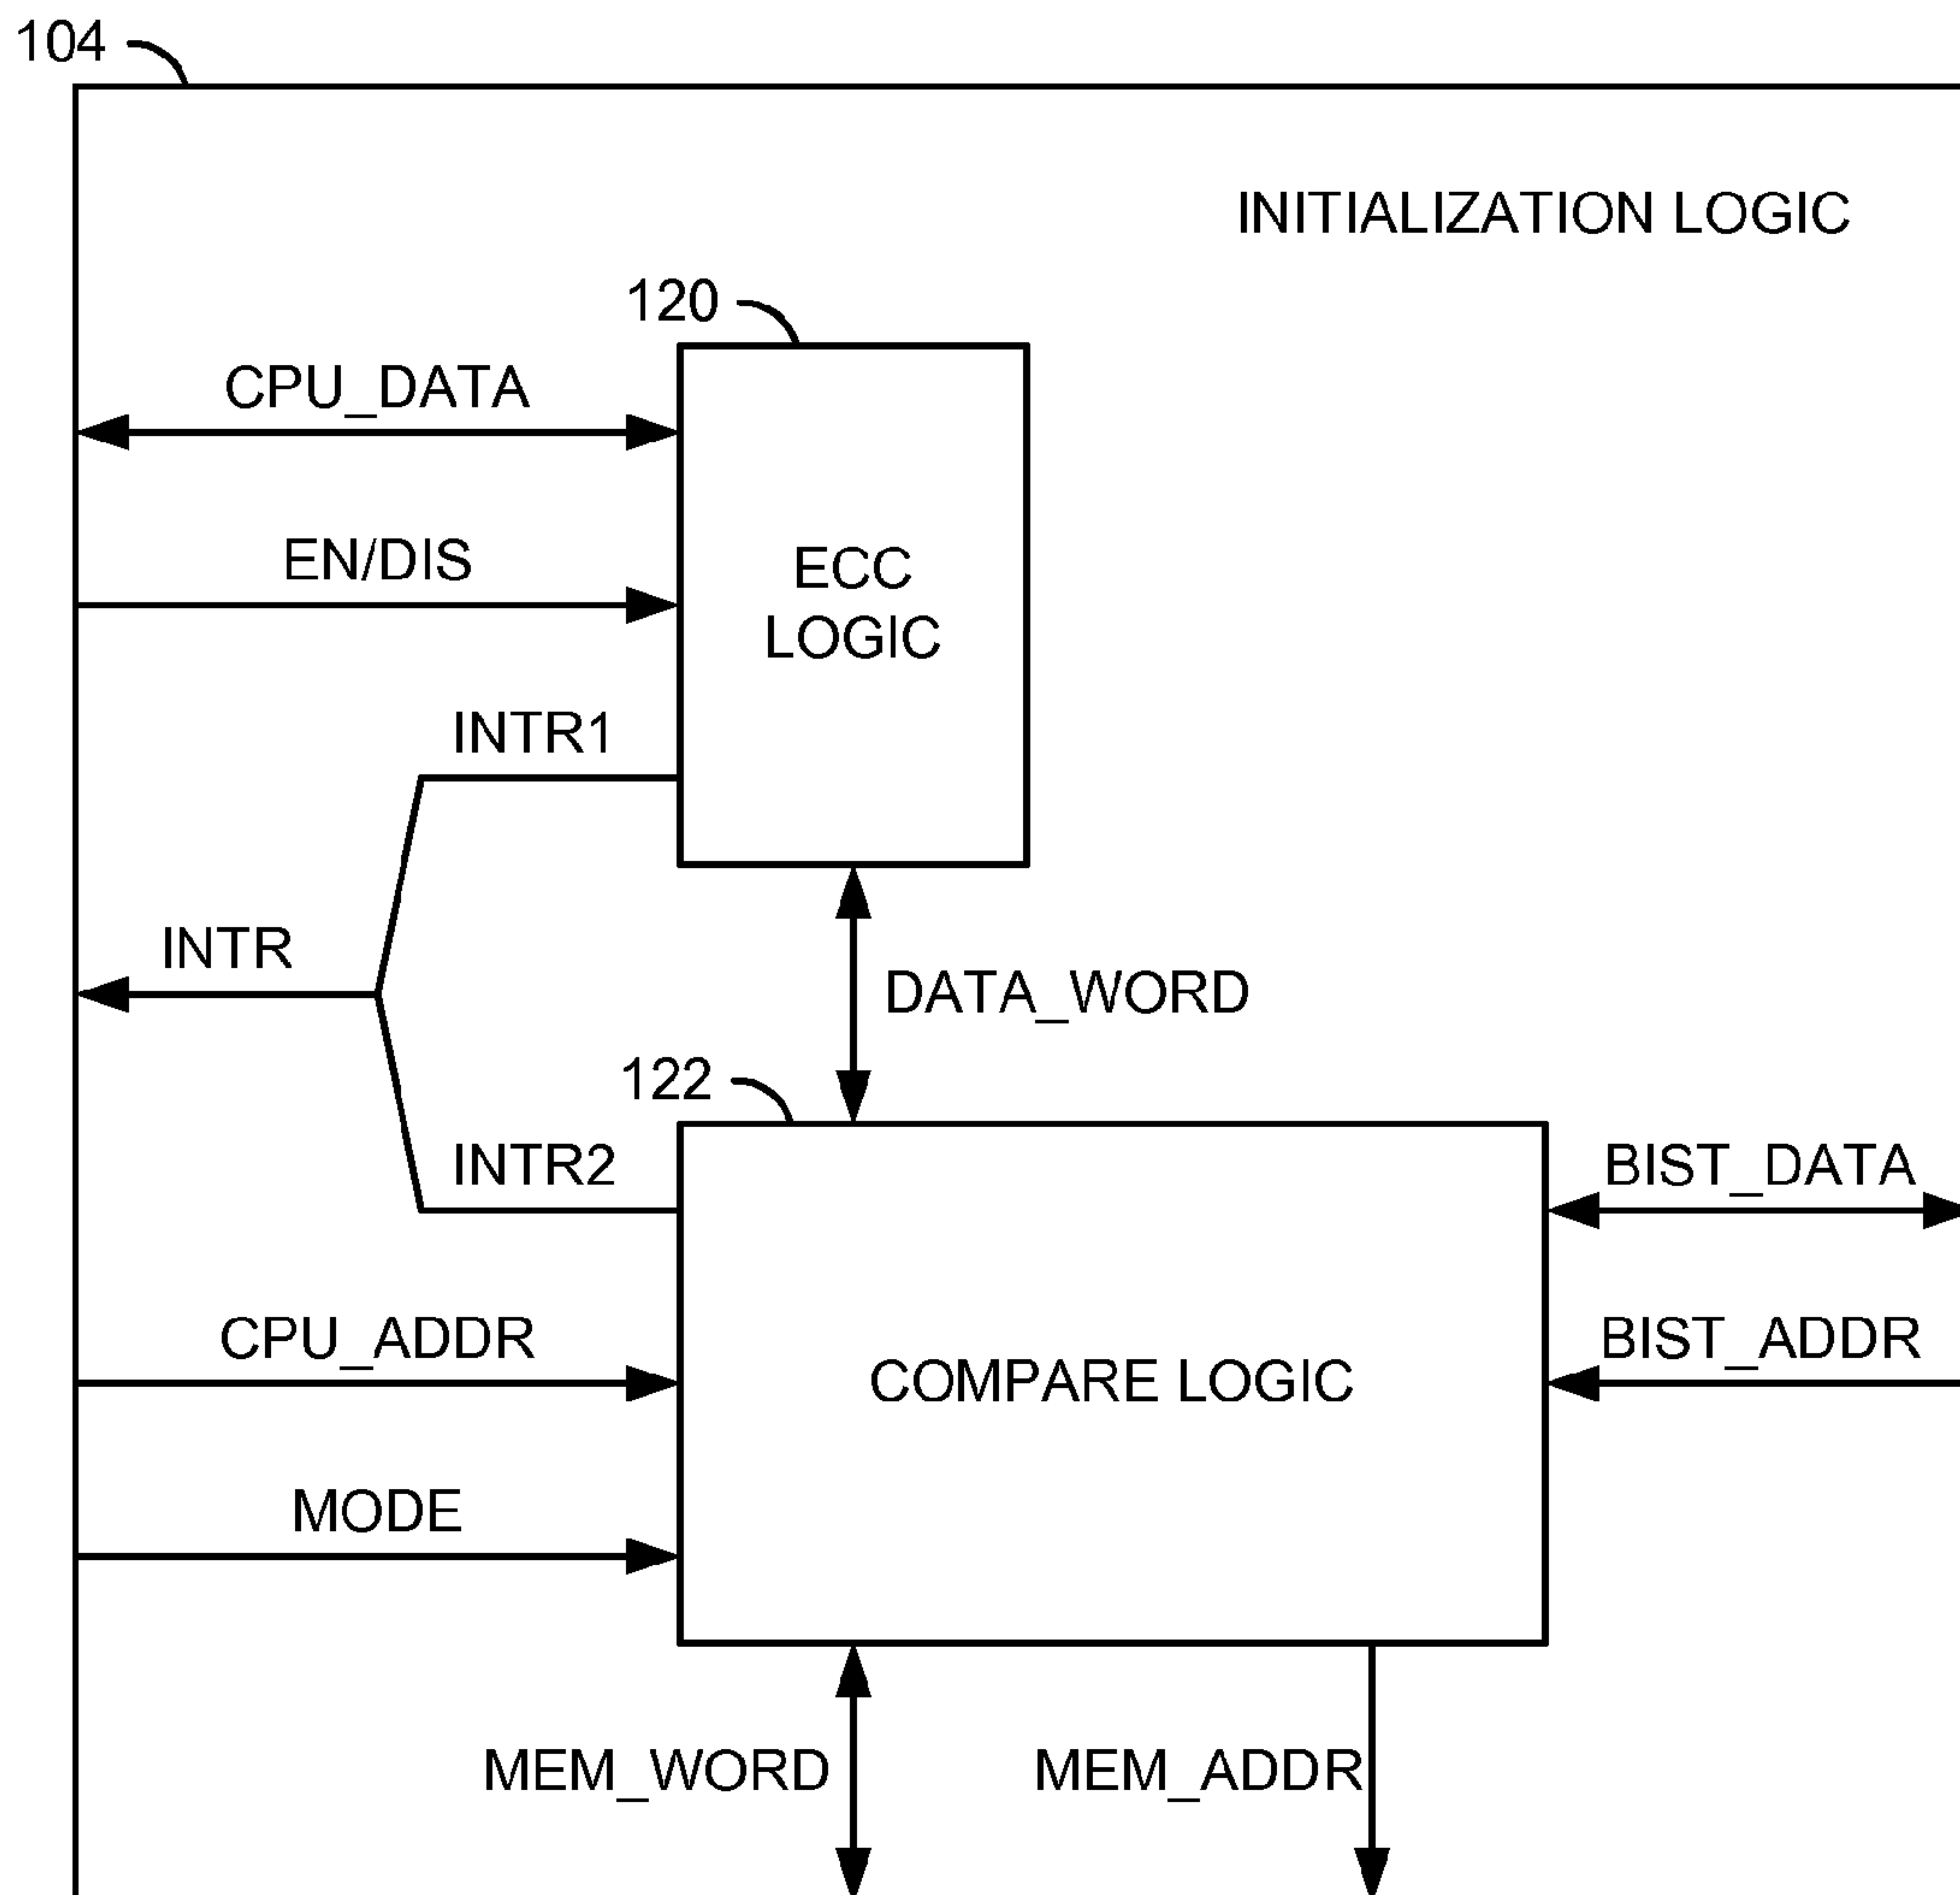 104
INITIALIZATION LOGIC
120
CPU_DATA
EN/DIS
ECC
LOGIC
INTR1
INTR
DATA_WORD
122
INTR2
BIST_DATA
CPU_ADDR
COMPARE LOGIC
BIST_ADDR
MODE
MEM_WORD
MEM_ADDR